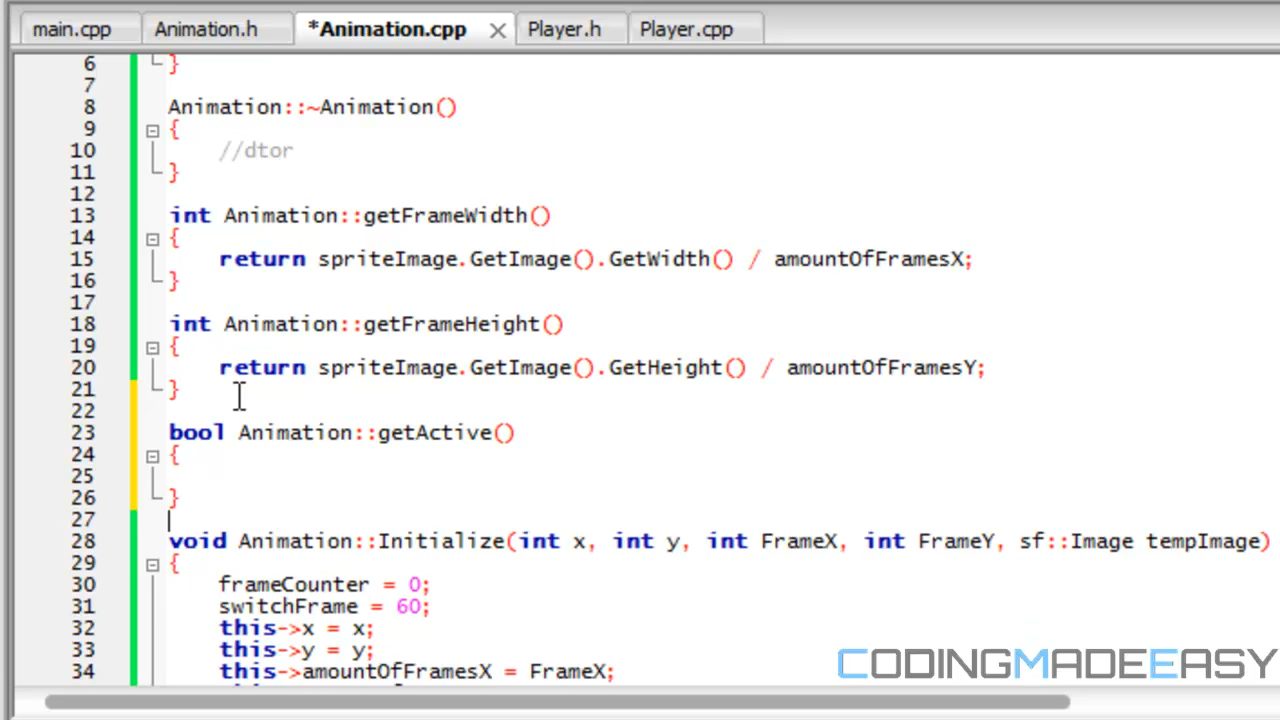 main.cpp Animation.h *Animation.cpp Player.h Player.cpp
6 }
7
8 Animation::~Animation()
9 {
10 //dtor
11 }
12
13 int Animation::getFrameWidth()
14 {
15 return spriteImage.GetImage().GetWidth() / amountOfFramesX;
16 }
17
18 int Animation::getFrameHeight()
19 {
20 return spriteImage.GetImage().GetHeight() / amountOfFramesY;
21 }
22
23 bool Animation::getActive()
24 {
25
26 }
27
28 void Animation::Initialize(int x, int y, int FrameX, int FrameY, sf::Image tempImage)
29 {
30 frameCounter = 0;
31 switchFrame = 60;
32 this->x = x;
33 this->y = y;
34 this->amountOfFramesX = FrameX;
CODINGMADEEASY